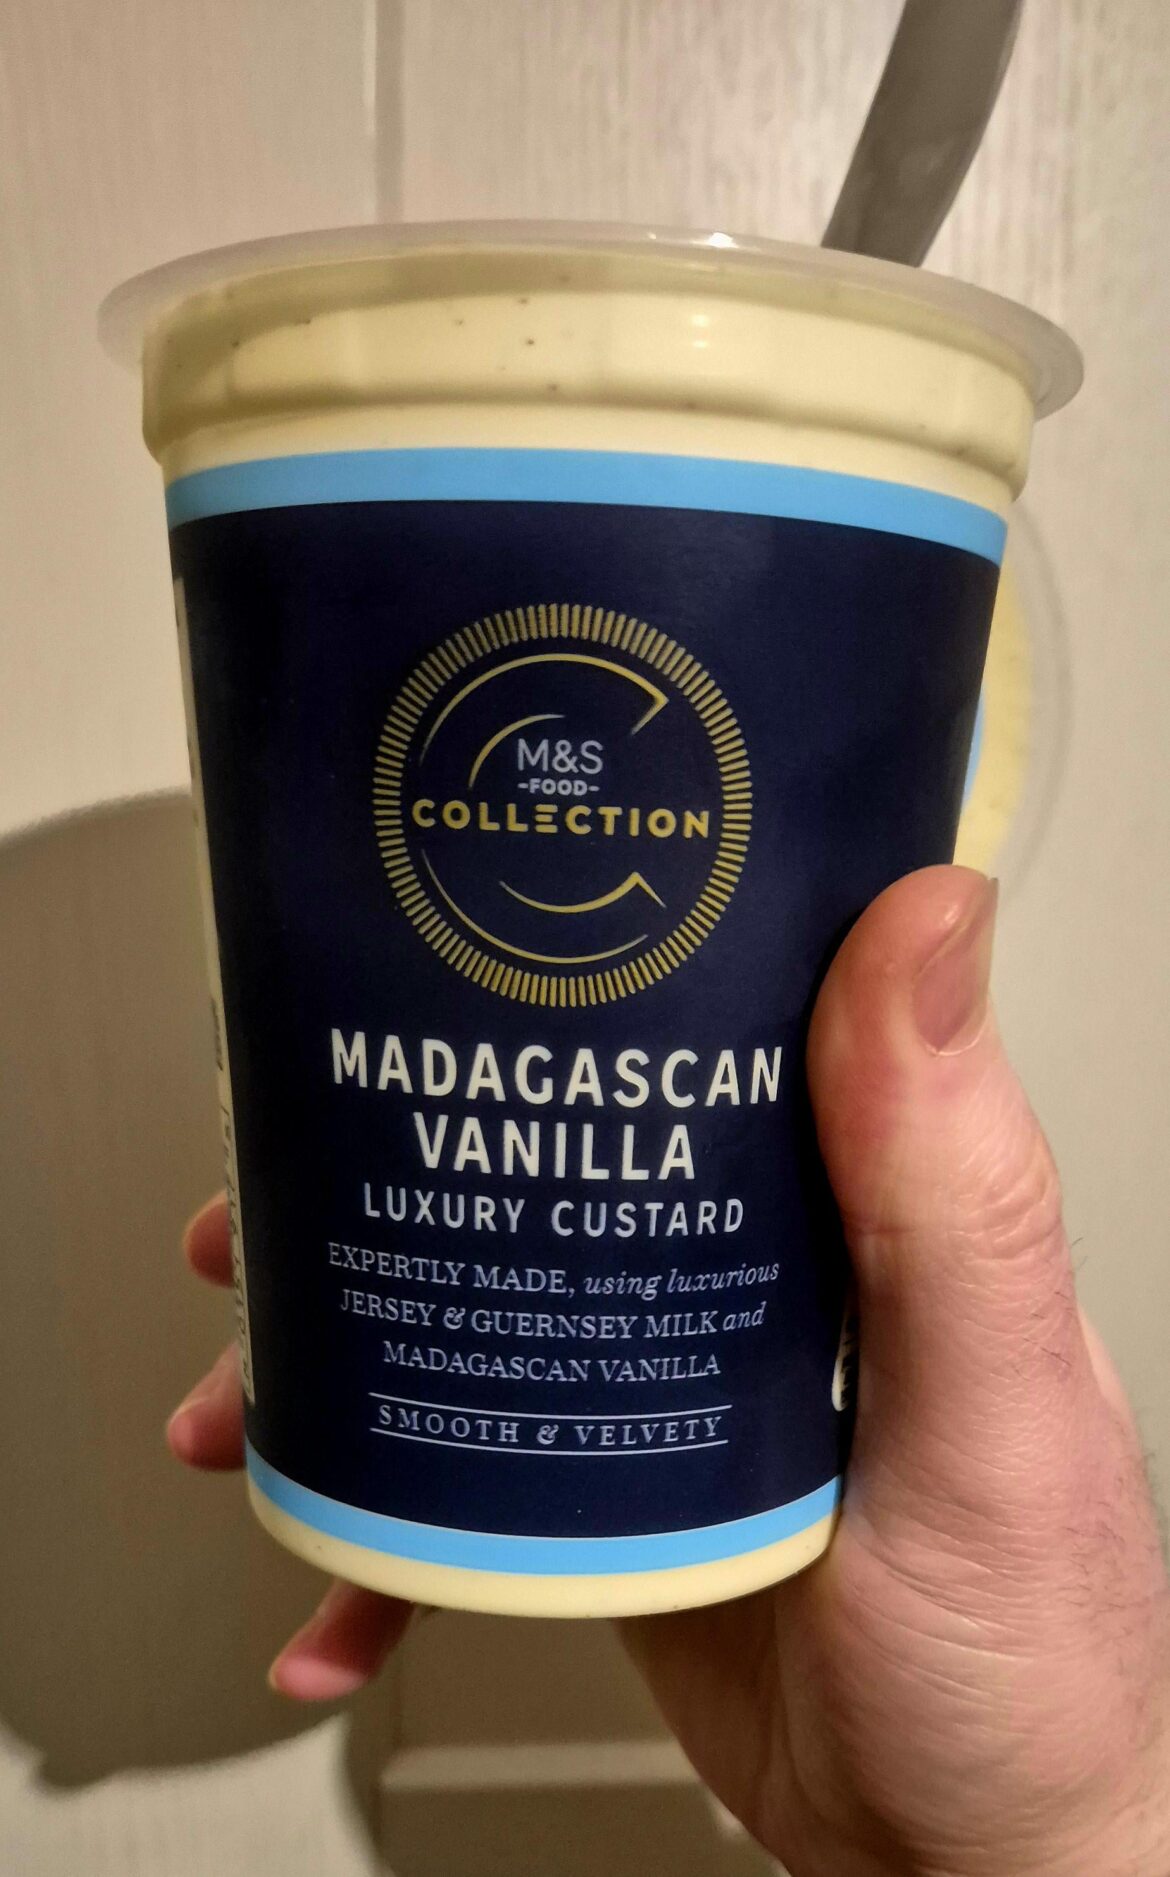 M&S
-FOOD-
COLLECTION
MADAGASCAN
VANILLA
LUXURY CUSTARD
EXPERTLY MADE, using luxurious
JERSEY & GUERNSEY MILK and
MADAGASCAN VANILLA
SMOOTH & VELVETY